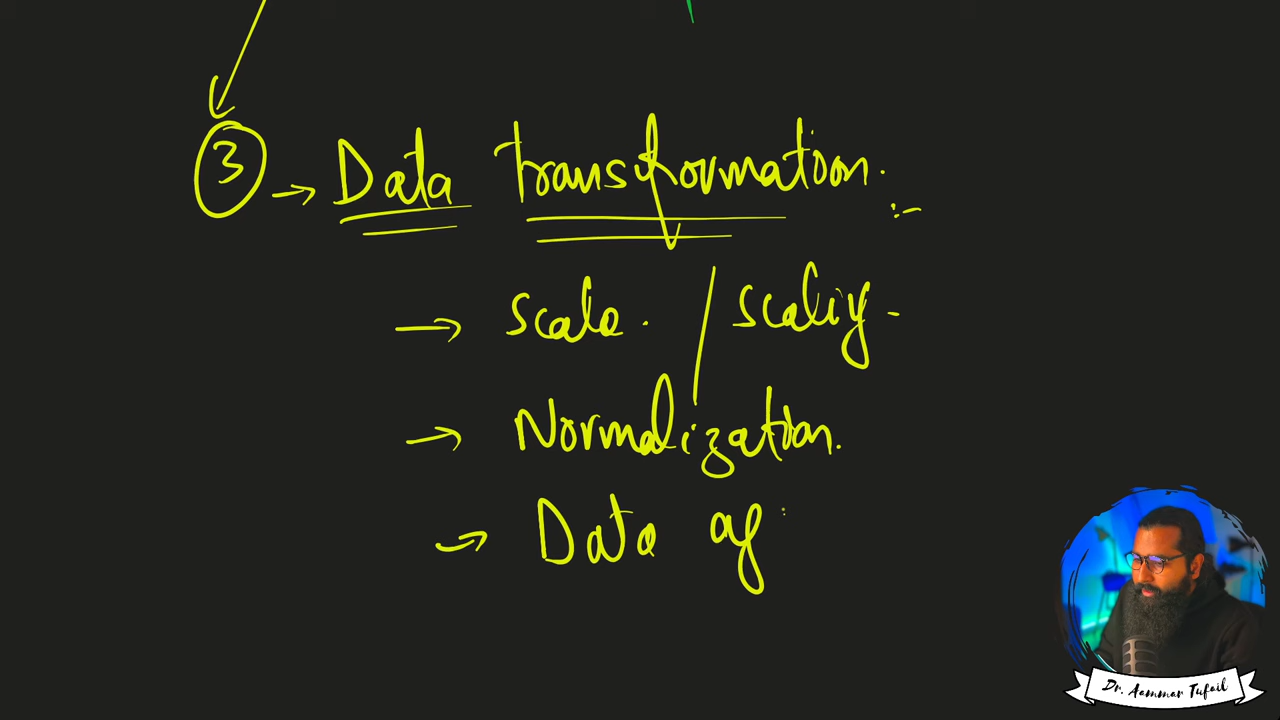 3 → Data transformation. :-
→ Scale. / Scaling -
→ Normalization.
→ Data ag
Dr. Aammar Tufail